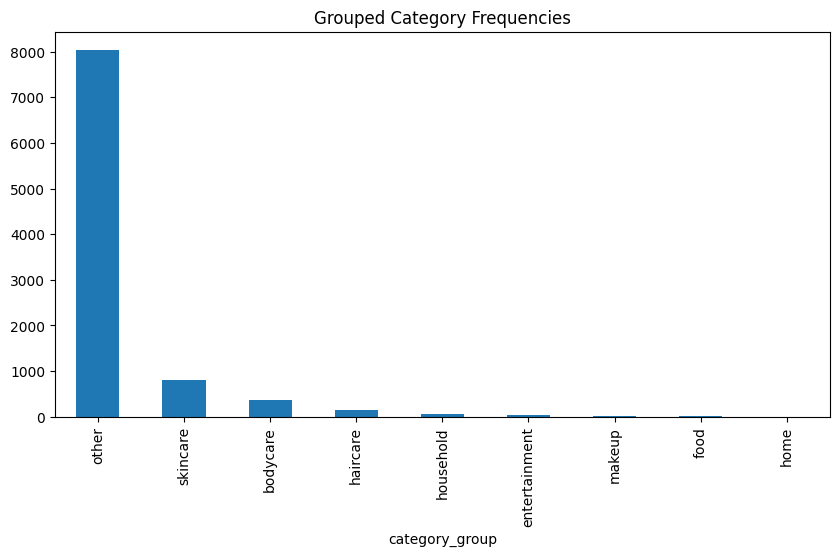 Grouped Category Frequencies
8000
7000
6000
5000
4000
3000
2000
1000
0
other
skincare
bodycare
haircare
household
entertainment
makeup
food
home
category_group